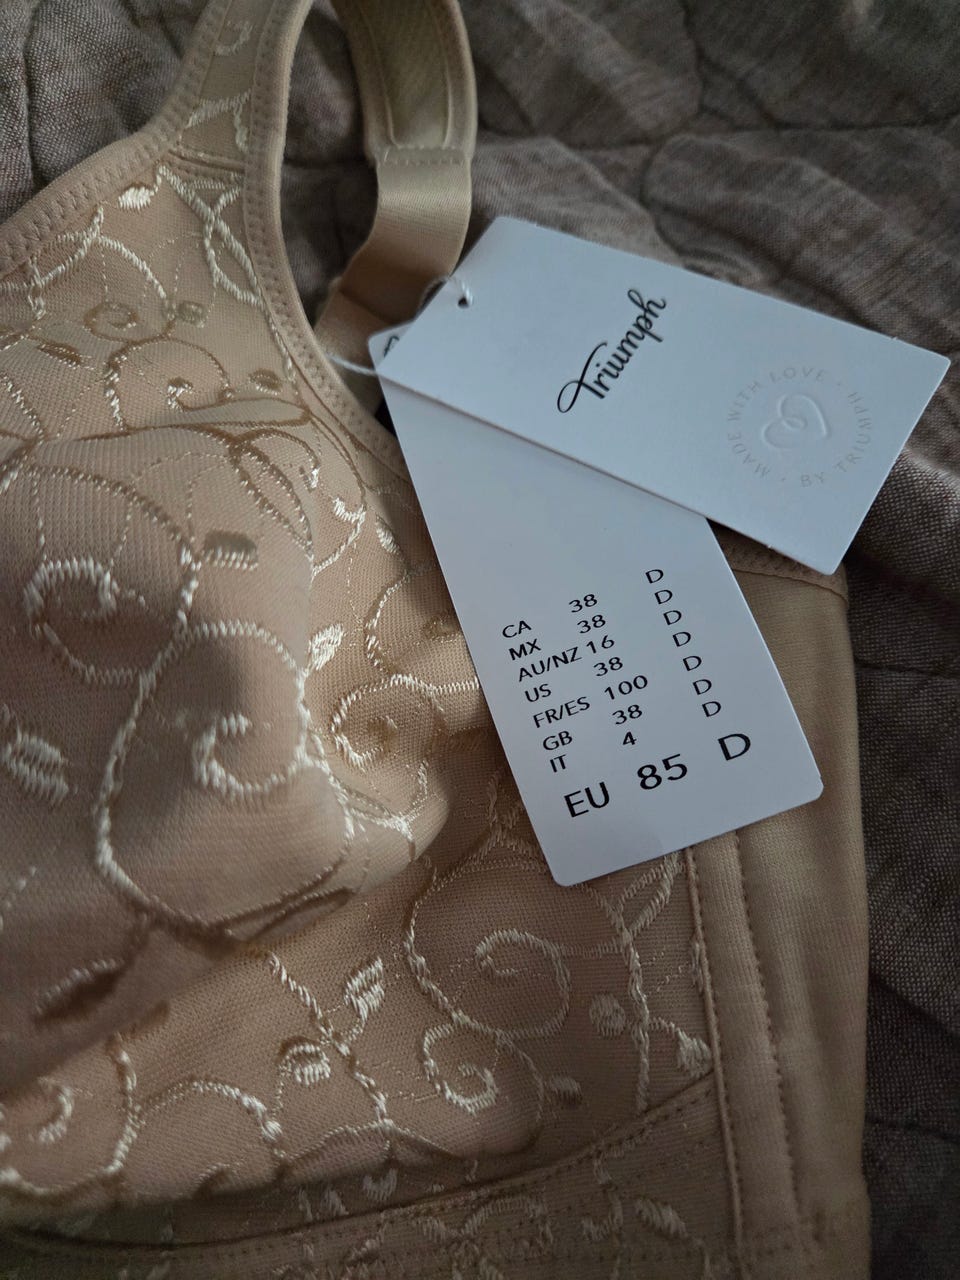 Triumph
MADE WITH LOVE · BY TRIUMPH ·
CA 38 D
MX 38 D
AU/NZ 16 D
US 38 D
FR/ES 100 D
GB 38 D
IT 4 D
EU 85 D